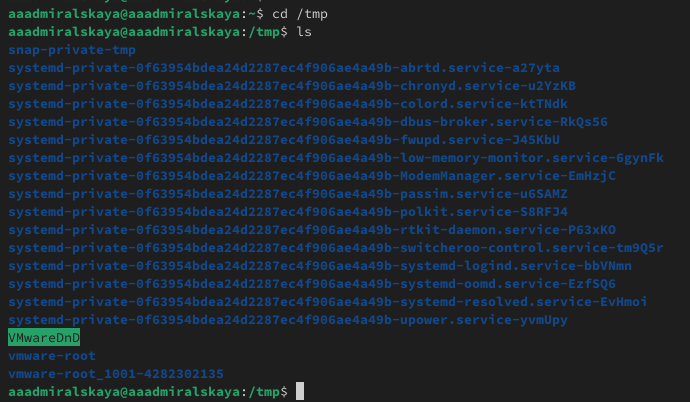 aaadmiralskaya@aaadmiralskaya:~$ cd /tmp
aaadmiralskaya@aaadmiralskaya:/tmp$ ls
snap-private-tmp
systemd-private-0f63954bdea24d2287ec4f906ae4a49b-abrtd.service-a27yta
systemd-private-0f63954bdea24d2287ec4f906ae4a49b-chronyd.service-u2YzKB
systemd-private-0f63954bdea24d2287ec4f906ae4a49b-colord.service-ktTNdk
systemd-private-0f63954bdea24d2287ec4f906ae4a49b-dbus-broker.service-RkQs56
systemd-private-0f63954bdea24d2287ec4f906ae4a49b-fwupd.service-J45KbU
systemd-private-0f63954bdea24d2287ec4f906ae4a49b-low-memory-monitor.service-6gynFk
systemd-private-0f63954bdea24d2287ec4f906ae4a49b-ModemManager.service-EmHzjC
systemd-private-0f63954bdea24d2287ec4f906ae4a49b-passim.service-u6SAMZ
systemd-private-0f63954bdea24d2287ec4f906ae4a49b-polkit.service-S8RFJ4
systemd-private-0f63954bdea24d2287ec4f906ae4a49b-rtkit-daemon.service-P63xKO
systemd-private-0f63954bdea24d2287ec4f906ae4a49b-switcheroo-control.service-tm9Q5r
systemd-private-0f63954bdea24d2287ec4f906ae4a49b-systemd-logind.service-bbVNmn
systemd-private-0f63954bdea24d2287ec4f906ae4a49b-systemd-oomd.service-EzfSQ6
systemd-private-0f63954bdea24d2287ec4f906ae4a49b-systemd-resolved.service-EvHmoi
systemd-private-0f63954bdea24d2287ec4f906ae4a49b-upower.service-yvmUpy
VMwareDnD
vmware-root
vmware-root_1001-4282302135
aaadmiralskaya@aaadmiralskaya:/tmp$